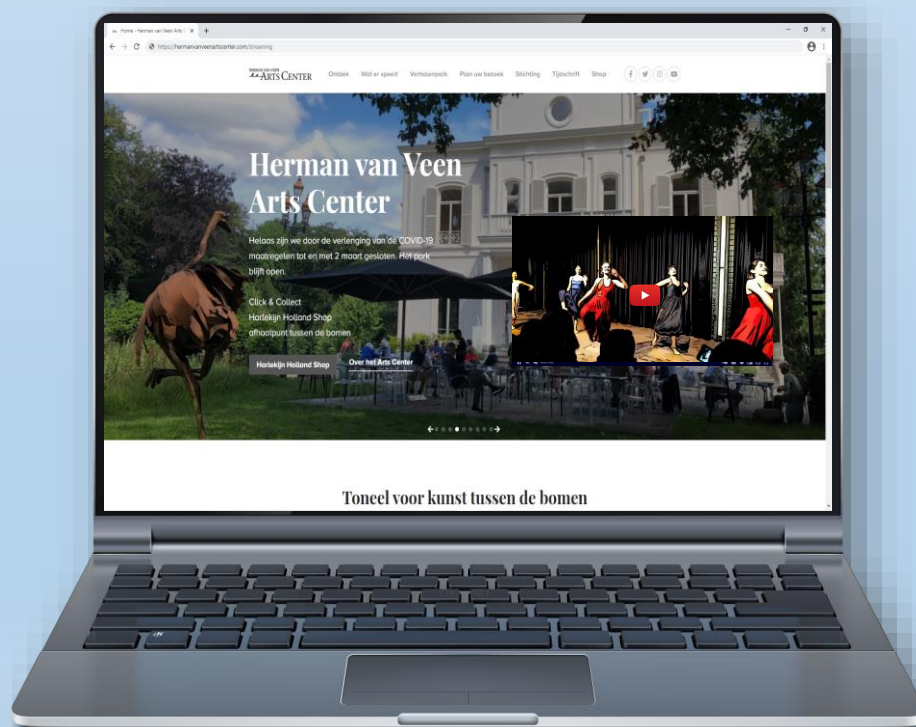 Home - Herman van Veen Arts C
https://hermanvanveenartscenter.com/streaming
HERMAN VAN VEEN
ARTS CENTER
Ontdek Wat er speelt Verhalenpark Plan uw bezoek Stichting Tijdschrift Shop
Herman van Veen
Arts Center
Helaas zijn we door de verlenging van de COVID-19
maatregelen tot en met 2 maart gesloten. Het park
blijft open.
Click & Collect
Harlekijn Holland Shop
afhaalpunt tussen de bomen
Harlekijn Holland Shop Over het Arts Center
Toneel voor kunst tussen de bomen